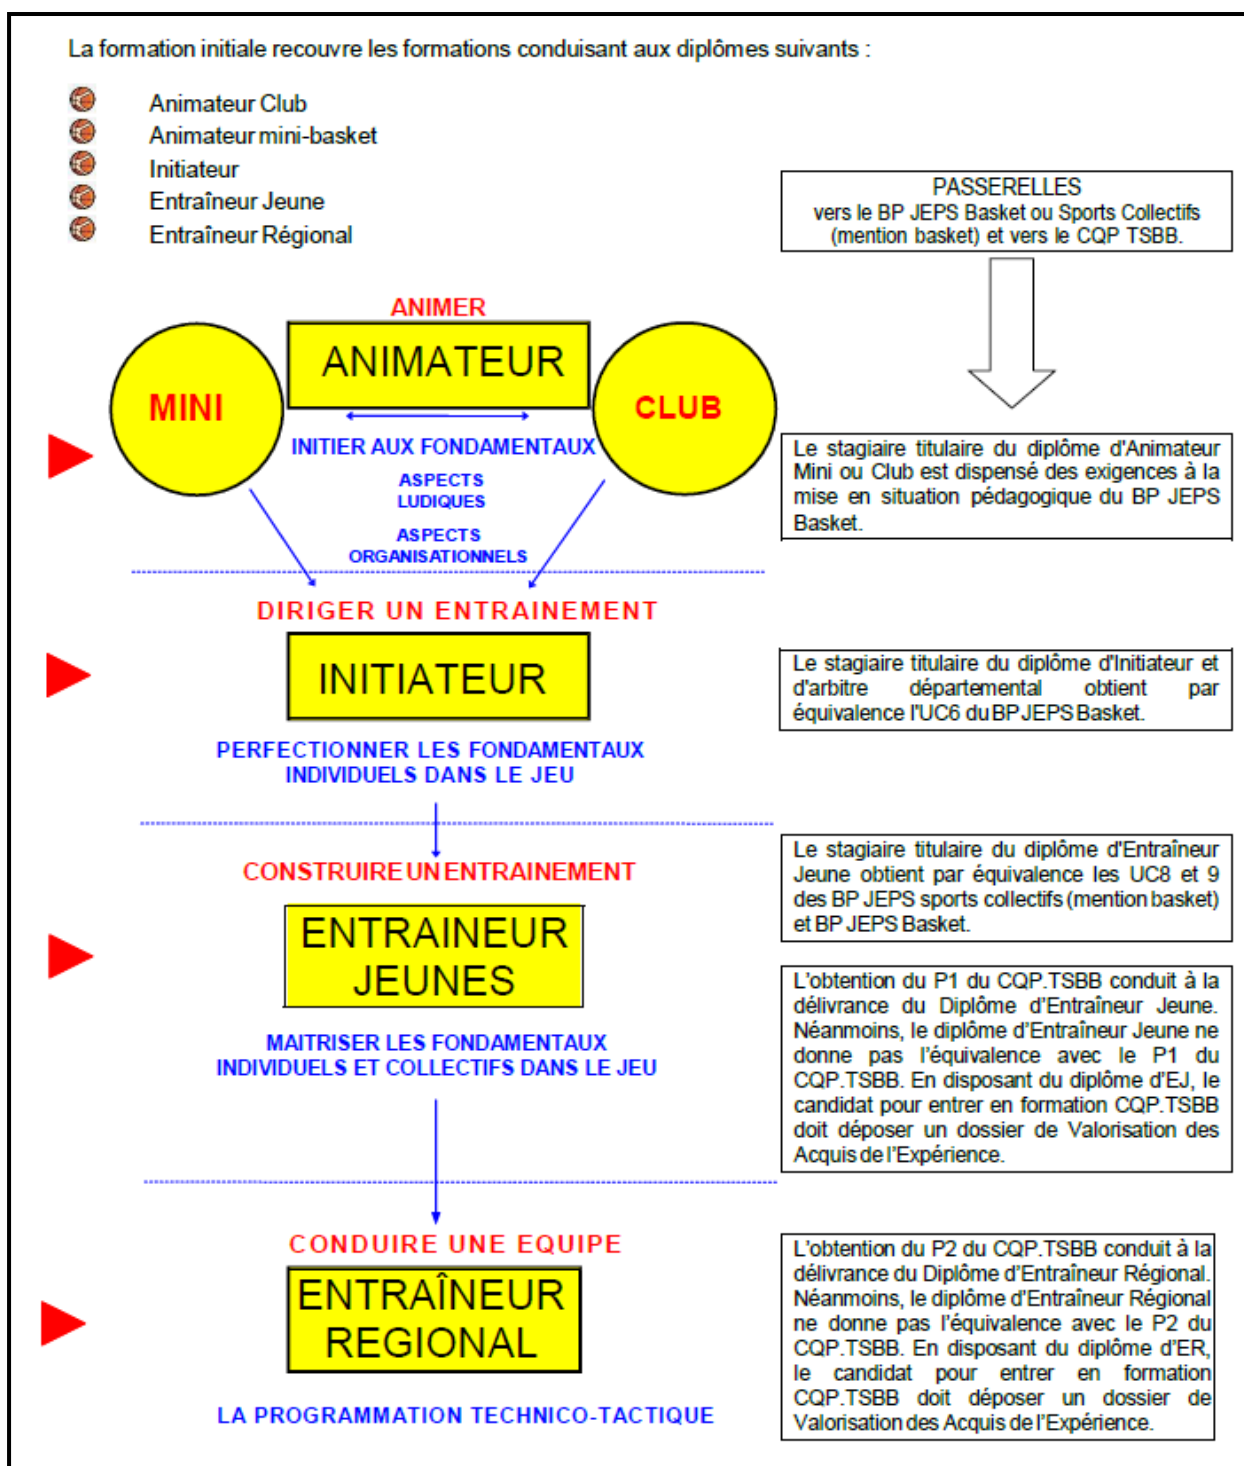 La formation initiale recouvre les formations conduisant aux diplômes suivants :
Animateur Club
Animateur mini-basket
Initiateur
Entraîneur Jeune
Entraîneur Régional
PASSERELLES
vers le BP JEPS Basket ou Sports Collectifs
(mention basket) et vers le CQP TSBB.
ANIMER
ANIMATEUR
MINI
CLUB
INITIER AUX FONDAMENTAUX
ASPECTS
LUDIQUES
ASPECTS
ORGANISATIONNELS
Le stagiaire titulaire du diplôme d'Animateur
Mini ou Club est dispensé des exigences à la
mise en situation pédagogique du BP JEPS
Basket.
DIRIGER UN ENTRAINEMENT
INITIATEUR
PERFECTIONNER LES FONDAMENTAUX
INDIVIDUELS DANS LE JEU
Le stagiaire titulaire du diplôme d'Initiateur et
d'arbitre départemental obtient par
équivalence l'UC6 du BP JEPS Basket.
CONSTRUIRE UN ENTRAINEMENT
ENTRAINEUR
JEUNES
MAITRISER LES FONDAMENTAUX
INDIVIDUELS ET COLLECTIFS DANS LE JEU
Le stagiaire titulaire du diplôme d'Entraîneur
Jeune obtient par équivalence les UC8 et 9
des BP JEPS sports collectifs (mention basket)
et BP JEPS Basket.
L'obtention du P1 du CQP.TSBB conduit à la
délivrance du Diplôme d'Entraîneur Jeune.
Néanmoins, le diplôme d'Entraîneur Jeune ne
donne pas l'équivalence avec le P1 du
CQP.TSBB. En disposant du diplôme d'EJ, le
candidat pour entrer en formation CQP.TSBB
doit déposer un dossier de Valorisation des
Acquis de l'Expérience.
CONDUIRE UNE EQUIPE
ENTRAÎNEUR
REGIONAL
LA PROGRAMMATION TECHNICO-TACTIQUE
L'obtention du P2 du CQP.TSBB conduit à la
délivrance du Diplôme d'Entraîneur Régional.
Néanmoins, le diplôme d'Entraîneur Régional
ne donne pas l'équivalence avec le P2 du
CQP.TSBB. En disposant du diplôme d'ER,
le candidat pour entrer en formation
CQP.TSBB doit déposer un dossier de
Valorisation des Acquis de l'Expérience.